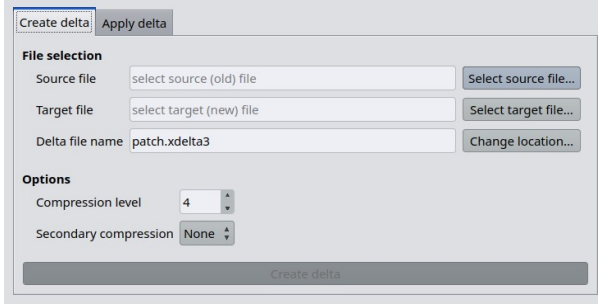 Create delta Apply delta
File selection
Source file select source (old) file Select source file...
Target file select target (new) file Select target file...
Delta file name patch.xdelta3 Change location...
Options
Compression level 4
Secondary compression None
Create delta